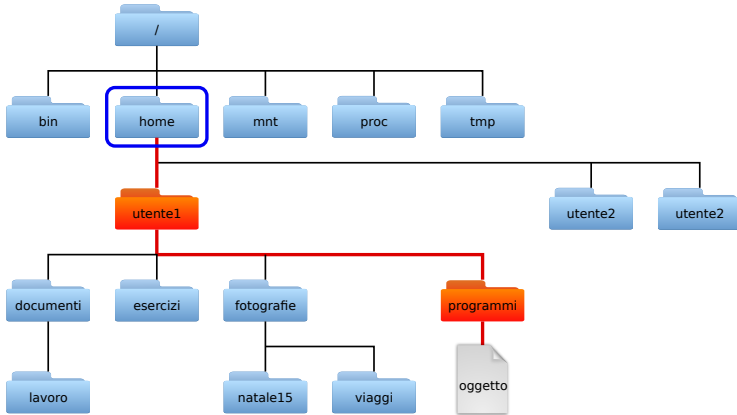 /
bin
home
mnt
proc
tmp
utente1
utente2
utente2
documenti
esercizi
fotografie
programmi
lavoro
natale15
viaggi
oggetto